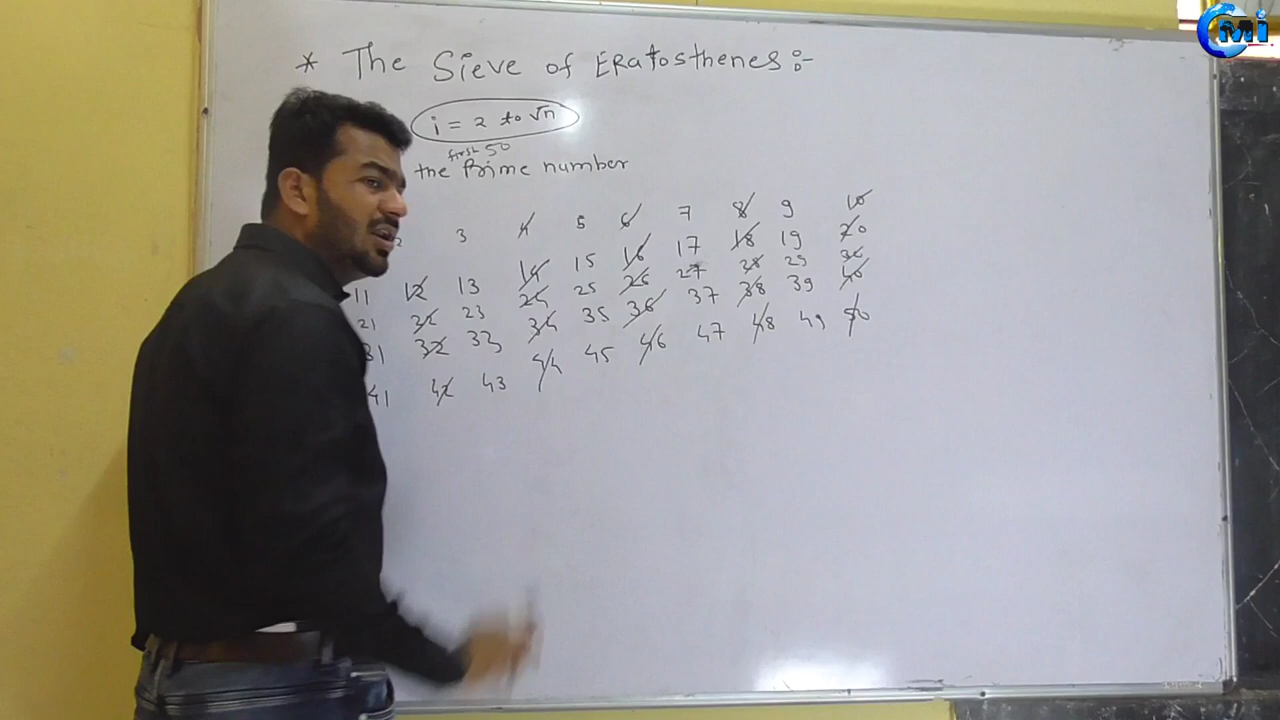 * The Sieve of ERatosthenes :-
i = 2 to √n
first 50
the Prime number
2 3 4 5 6 7 8 9 10
11 12 13 14 15 16 17 18 19 20
21 22 23 24 25 26 27 28 29 30
31 32 33 34 35 36 37 38 39 40
41 42 43 44 45 46 47 48 49 50
Mi